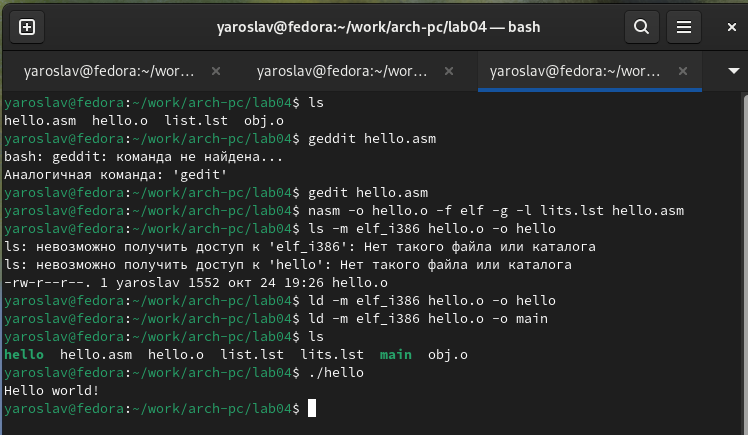 yaroslav@fedora:~/work/arch-pc/lab04 — bash
yaroslav@fedora:~/wor... yaroslav@fedora:~/wor... yaroslav@fedora:~/wor...
yaroslav@fedora:~/work/arch-pc/lab04$ ls
hello.asm  hello.o  list.lst  obj.o
yaroslav@fedora:~/work/arch-pc/lab04$ geddit hello.asm
bash: geddit: команда не найдена...
Аналогичная команда: 'gedit'
yaroslav@fedora:~/work/arch-pc/lab04$ gedit hello.asm
yaroslav@fedora:~/work/arch-pc/lab04$ nasm -o hello.o -f elf -g -l lits.lst hello.asm
yaroslav@fedora:~/work/arch-pc/lab04$ ls -m elf_i386 hello.o -o hello
ls: невозможно получить доступ к 'elf_i386': Нет такого файла или каталога
ls: невозможно получить доступ к 'hello': Нет такого файла или каталога
-rw-r--r--. 1 yaroslav 1552 окт 24 19:26 hello.o
yaroslav@fedora:~/work/arch-pc/lab04$ ld -m elf_i386 hello.o -o hello
yaroslav@fedora:~/work/arch-pc/lab04$ ld -m elf_i386 hello.o -o main
yaroslav@fedora:~/work/arch-pc/lab04$ ls
hello  hello.asm  hello.o  list.lst  lits.lst  main  obj.o
yaroslav@fedora:~/work/arch-pc/lab04$ ./hello
Hello world!
yaroslav@fedora:~/work/arch-pc/lab04$